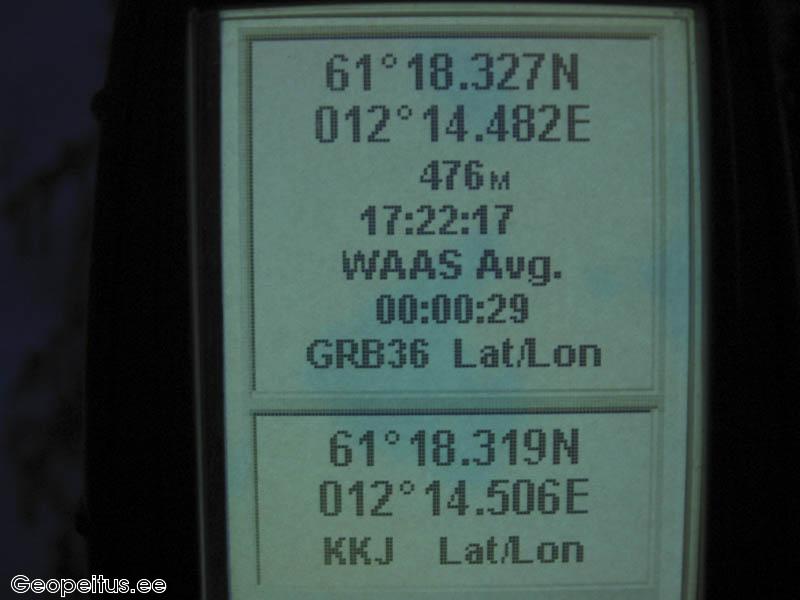 61°18.327N
012°14.482E
476M
17:22:17
WAAS Avg.
00:00:29
GRB36 Lat/Lon
61°18.319N
012°14.506E
KKJ Lat/Lon
Geopeitus.ee